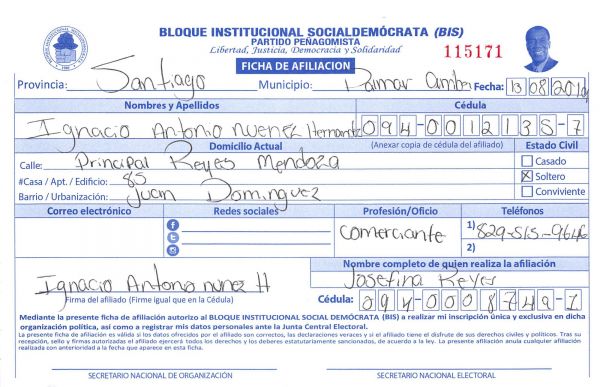 BLOQUE INSTITUCIONAL SOCIALDEMÓCRATA (BIS)
PARTIDO PEÑAGOMISTA
Libertad, Justicia, Democracia y Solidaridad
115171
FICHA DE AFILIACION
Provincia: Santiago Municipio: Palmar Fecha: 13 08 201
Nombres y Apellidos Cédula
Ignacio Antonio Nuenez Hernandez 094-0012135-7
Domicilio Actual (Anexar copia de cédula del afiliado) Estado Civil
Calle: Principal Reyes Mendoza Casado
#Casa / Apt. / Edificio: 85 Soltero
Barrio / Urbanización: Juan Dominguez Conviviente
Correo electrónico Redes sociales Profesión/Oficio Teléfonos
Comerciante 1) 829-515-9646
2)
Nombre completo de quien realiza la afiliación
Ignacio Antonio nunez H Josefina Reyes
Firma del afiliado (Firme igual que en la Cédula) Cédula: 094-0008749-1
Mediante la presente ficha de afiliación autorizo al BLOQUE INSTITUCIONAL SOCIAL DEMÓCRATA (BIS) a realizar mi inscripción única y exclusiva en dicha
organización política, así como a registrar mis datos personales ante la Junta Central Electoral.
La presente ficha de afiliación es válida si los datos ofrecidos por el afiliado son correctos, las declaraciones veraces y si el afiliado tiene el disfrute de sus derechos civiles y políticos. Tras su
recepción, sello y firmas autorizadas el afiliado ejercerá todos los derechos y los deberes estatutariamente sancionados, de acuerdo a la ley. La presente afiliación anula cualquier afiliación
realizada con anterioridad a la fecha que aparece en esta ficha.
SECRETARIO NACIONAL DE ORGANIZACIÓN SECRETARIO NACIONAL ELECTORAL